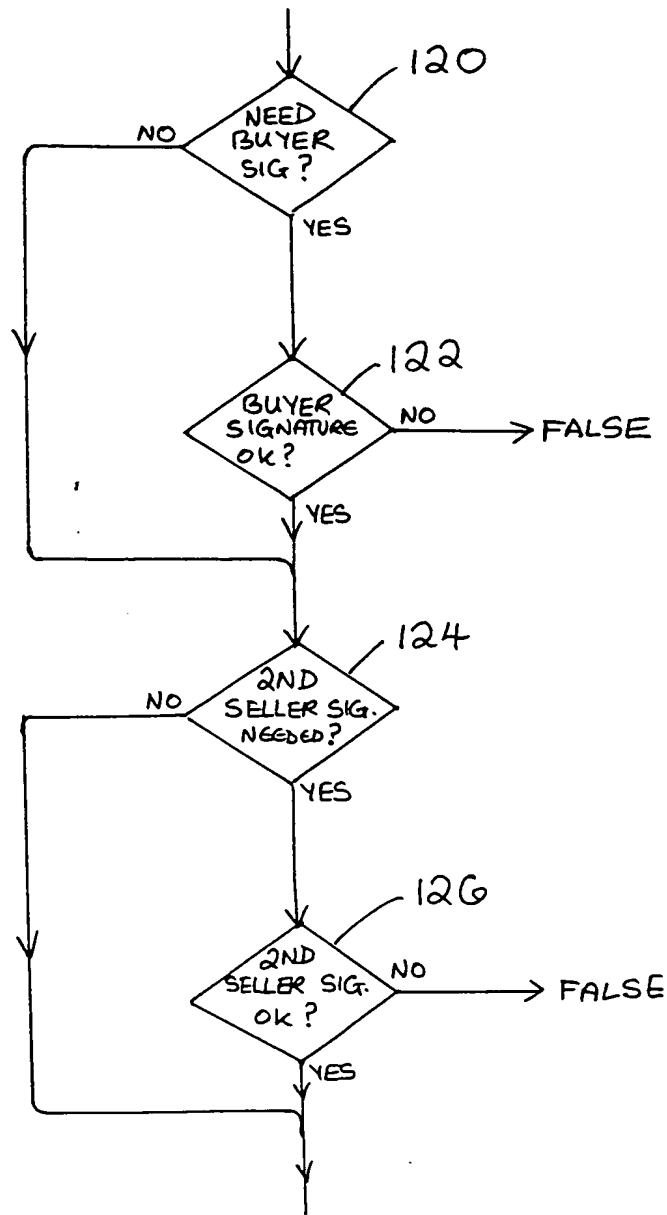 120
NEED
BUYER
SIG?
NO
YES
122
BUYER
SIGNATURE
OK?
NO
FALSE
YES
124
2ND
SELLER SIG.
NEEDED?
NO
YES
126
2ND
SELLER SIG.
OK?
NO
FALSE
YES